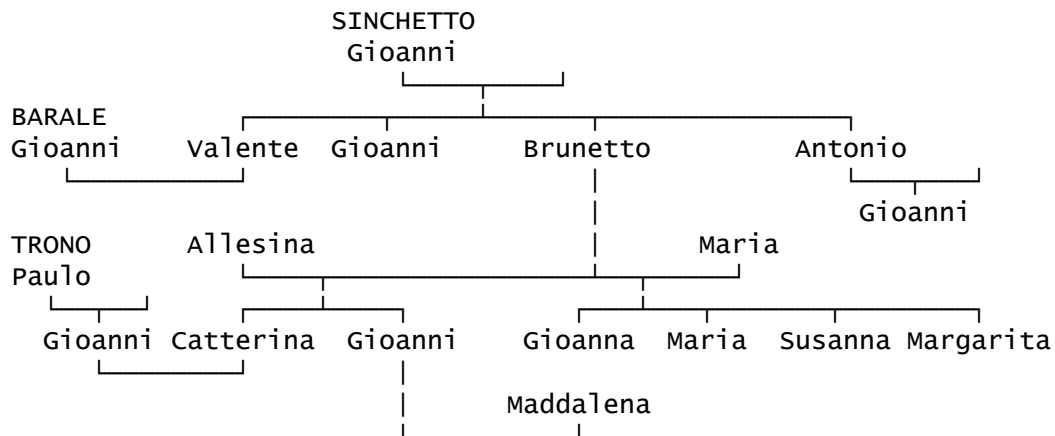 SINCHETTO
Gioanni
BARALE
Gioanni Valente Gioanni Brunetto Antonio
Gioanni
TRONO Allesina Maria
Paulo
Gioanni Catterina Gioanni Gioanna Maria Susanna Margarita
Maddalena